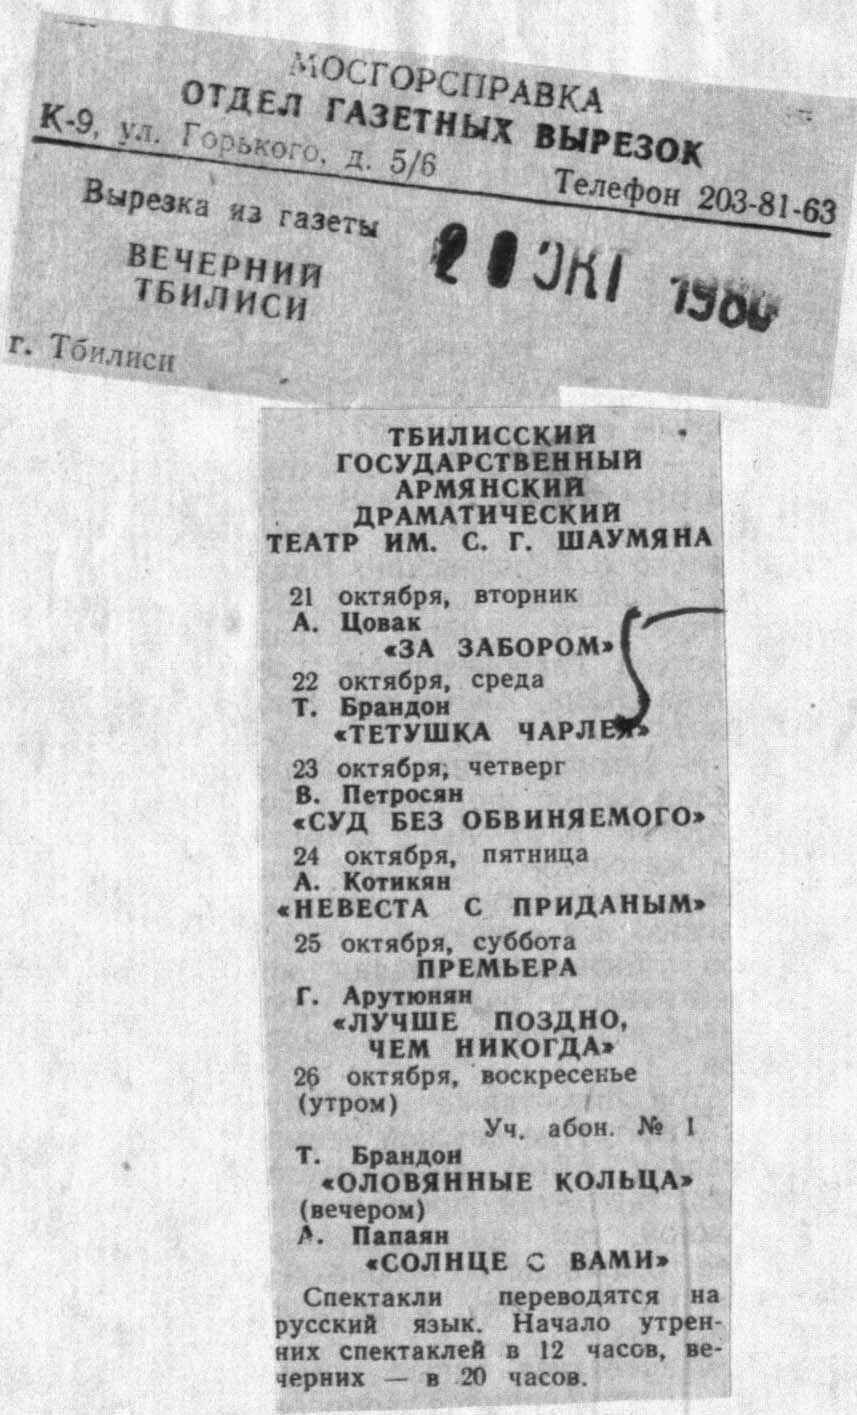 МОСГОРСПРАВКА
ОТДЕЛ ГАЗЕТНЫХ ВЫРЕЗОК
К-9, ул. Горького, д. 5/6
Телефон 203-81-63
Вырезка из газеты
ВЕЧЕРНИЙ
ТБИЛИСИ
20 ОКТ 1980
г. Тбилиси
ТБИЛИССКИЙ
ГОСУДАРСТВЕННЫЙ
АРМЯНСКИЙ
ДРАМАТИЧЕСКИЙ
ТЕАТР ИМ. С. Г. ШАУМЯНА
21 октября, вторник
А. Цовак
«ЗА ЗАБОРОМ»
22 октября, среда
Т. Брандон
«ТЕТУШКА ЧАРЛЕЯ»
23 октября, четверг
В. Петросян
«СУД БЕЗ ОБВИНЯЕМОГО»
24 октября, пятница
А. Котикян
«НЕВЕСТА С ПРИДАНЫМ»
25 октября, суббота
ПРЕМЬЕРА
Г. Арутюнян
«ЛУЧШЕ ПОЗДНО,
ЧЕМ НИКОГДА»
26 октября, воскресенье
(утром)
Уч. абон. № 1
Т. Брандон
«ОЛОВЯННЫЕ КОЛЬЦА»
(вечером)
А. Папаян
«СОЛНЦЕ С ВАМИ»
Спектакли переводятся на
русский язык. Начало утрен-
них спектаклей в 12 часов, ве-
черних — в 20 часов.